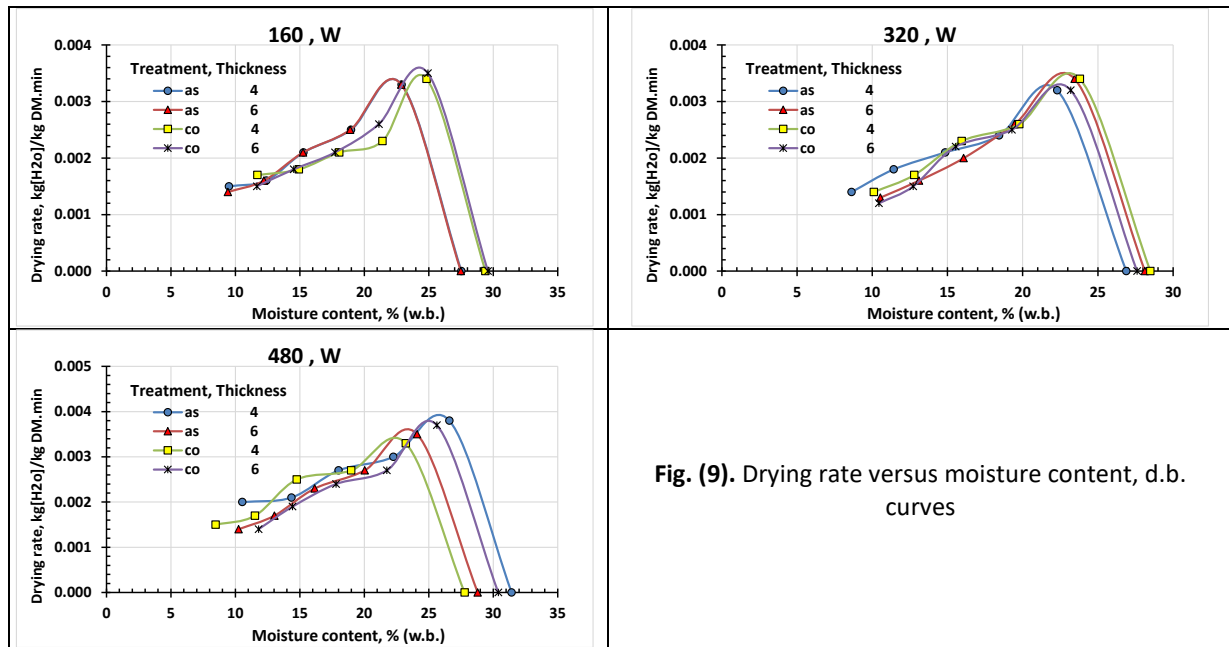 160 , W
Drying rate, kg[H2o]/kg DM.min
0.004
0.003
0.002
0.001
0.000
Treatment, Thickness
as 4
as 6
co 4
co 6
0 5 10 15 20 25 30 35
Moisture content, % (w.b.)
320 , W
Drying rate, kg[H2o]/kg DM.min
0.004
0.003
0.002
0.001
0.000
Treatment, Thickness
as 4
as 6
co 4
co 6
0 5 10 15 20 25 30
Moisture content, % (w.b.)
480 , W
Drying rate, kg[H2o]/kg DM.min
0.005
0.004
0.003
0.002
0.001
0.000
Treatment, Thickness
as 4
as 6
co 4
co 6
0 5 10 15 20 25 30 35
Moisture content, % (w.b.)
Fig. (9). Drying rate versus moisture content, d.b.
curves